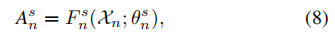 A_n^s = F_n^s(𝒳_n; θ_n^s), (8)